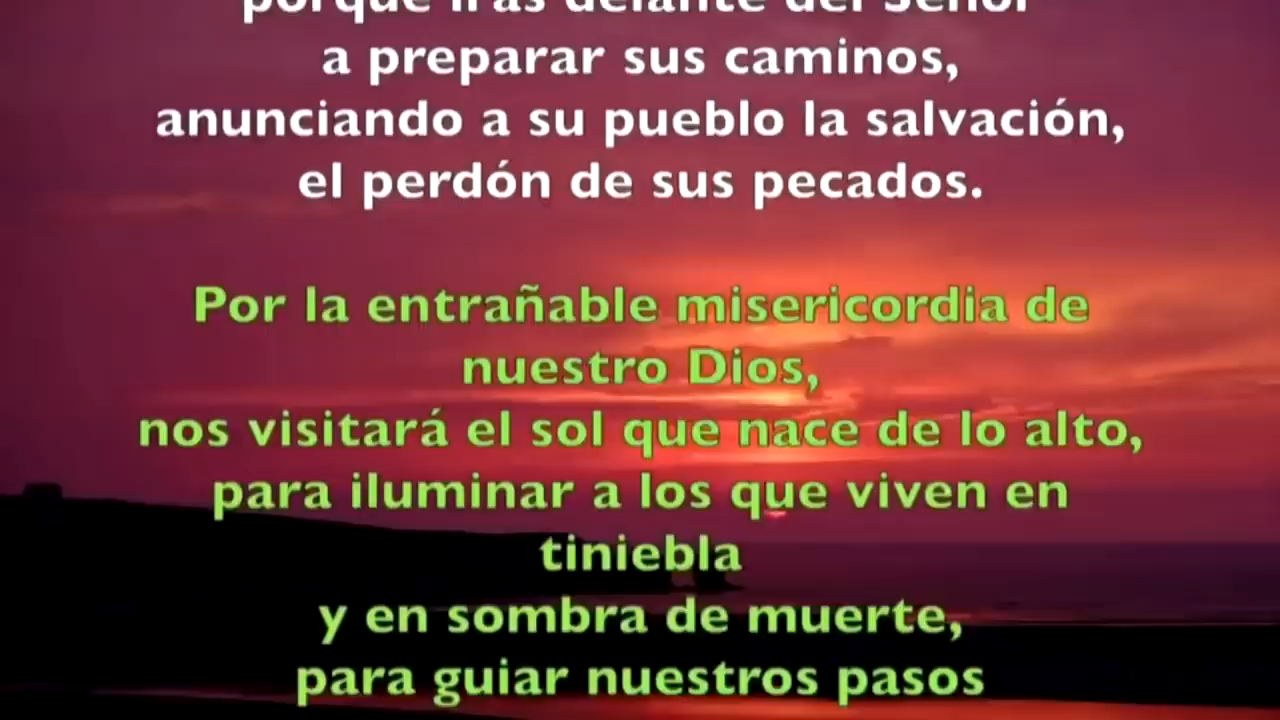 porque irás delante del Señor
a preparar sus caminos,
anunciando a su pueblo la salvación,
el perdón de sus pecados.
Por la entrañable misericordia de
nuestro Dios,
nos visitará el sol que nace de lo alto,
para iluminar a los que viven en
tiniebla
y en sombra de muerte,
para guiar nuestros pasos